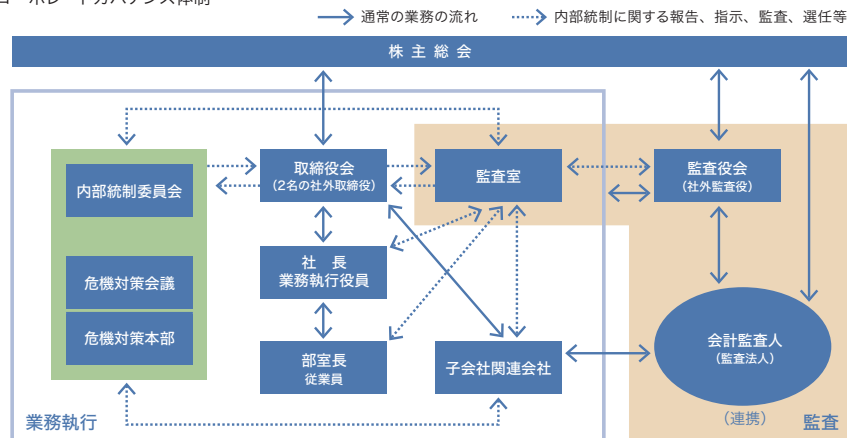 コーポレートガバナンス体制
通常の業務の流れ
内部統制に関する報告、指示、監査、選任等
株主総会
内部統制委員会
取締役会
(2名の社外取締役)
監査室
監査役会
(社外監査役)
危機対策会議
社　長
業務執行役員
危機対策本部
部室長
従業員
子会社関連会社
会計監査人
(監査法人)
(連携)
業務執行
監査